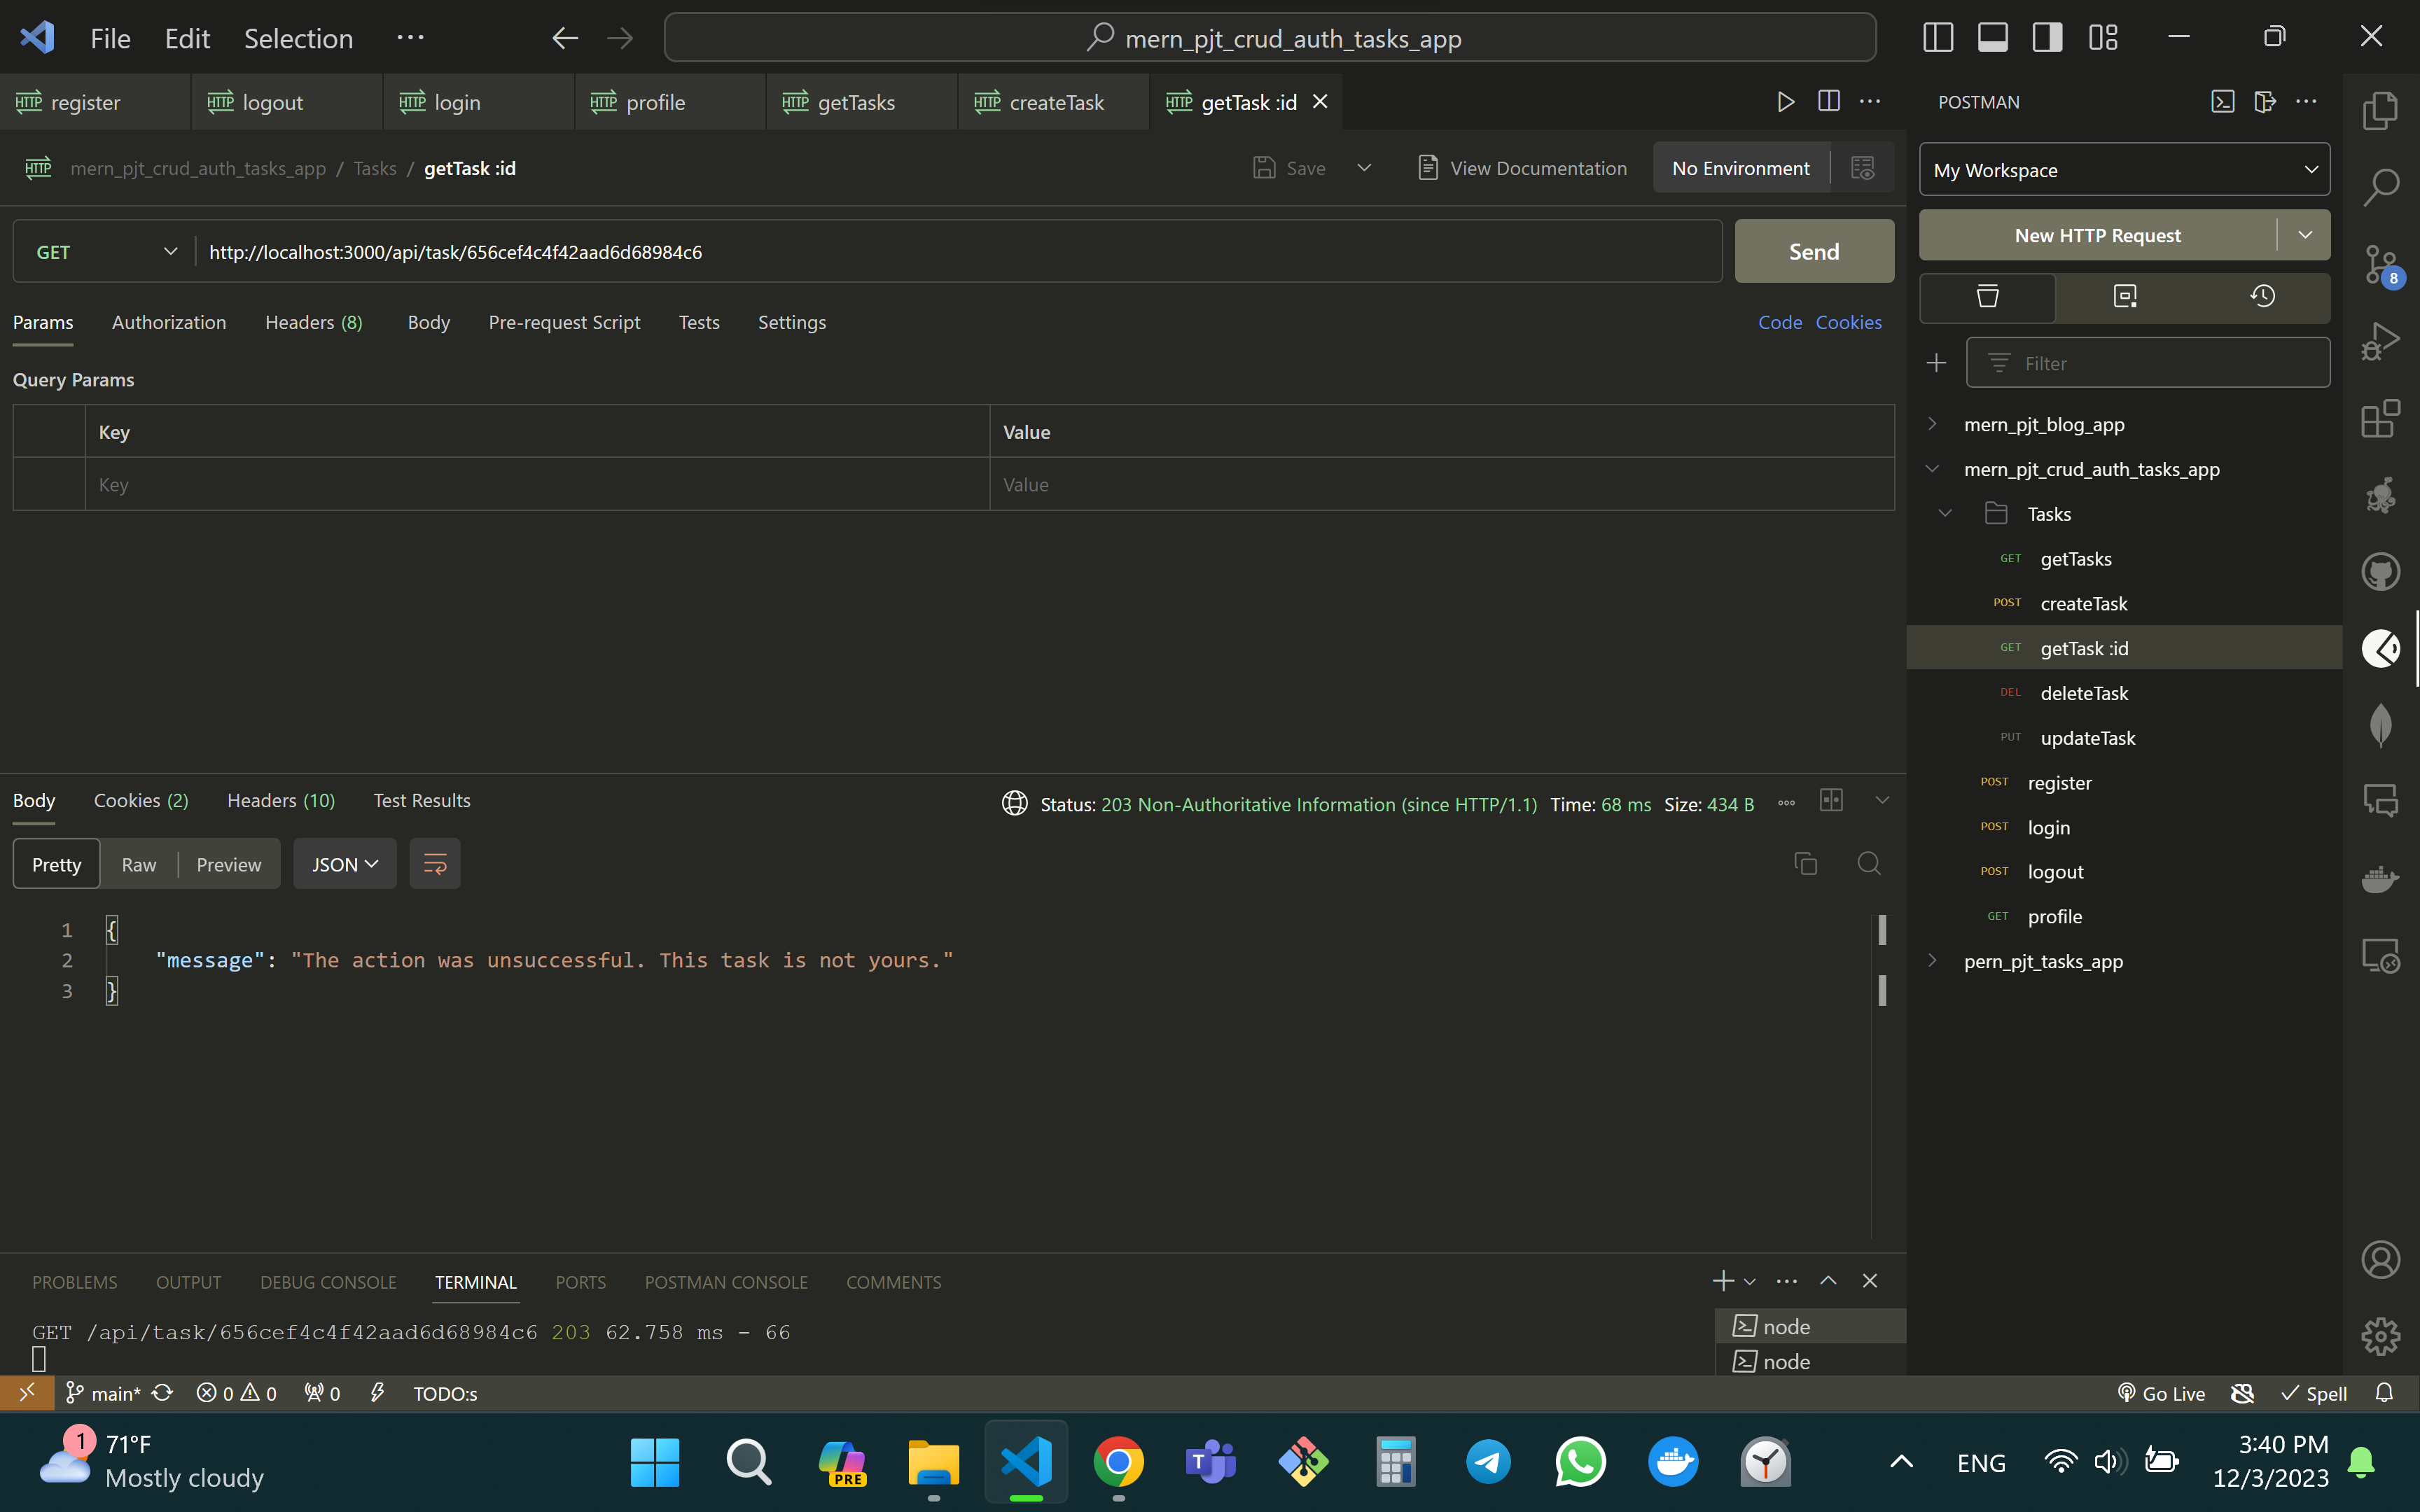 File Edit Selection ··· mern_pjt_crud_auth_tasks_app
HTTP register HTTP logout HTTP login HTTP profile HTTP getTasks HTTP createTask HTTP getTask :id
POSTMAN
HTTP mern_pjt_crud_auth_tasks_app / Tasks / getTask :id Save View Documentation No Environment
My Workspace
GET http://localhost:3000/api/task/656cef4c4f42aad6d68984c6 Send
New HTTP Request
8
Params Authorization Headers (8) Body Pre-request Script Tests Settings Code Cookies
Filter
Query Params
Key Value
Key Value
mern_pjt_blog_app
mern_pjt_crud_auth_tasks_app
Tasks
GET getTasks
POST createTask
GET getTask :id
DEL deleteTask
PUT updateTask
POST register
POST login
POST logout
GET profile
pern_pjt_tasks_app
Body Cookies (2) Headers (10) Test Results Status: 203 Non-Authoritative Information (since HTTP/1.1) Time: 68 ms Size: 434 B
Pretty Raw Preview JSON
1 {
2 "message": "The action was unsuccessful. This task is not yours."
3 }
PROBLEMS OUTPUT DEBUG CONSOLE TERMINAL PORTS POSTMAN CONSOLE COMMENTS
GET /api/task/656cef4c4f42aad6d68984c6 203 62.758 ms - 66
node
node
main* 0 0 0 TODO:s Go Live Spell
1 71°F
Mostly cloudy
PRE
T
ENG
3:40 PM
12/3/2023